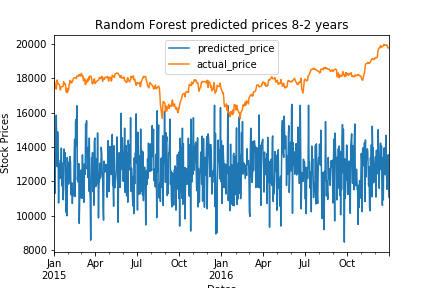 Random Forest predicted prices 8-2 years
predicted_price
actual_price
Stock Prices
20000
18000
16000
14000
12000
10000
8000
Jan
2015
Apr
Jul
Oct
Jan
2016
Apr
Jul
Oct